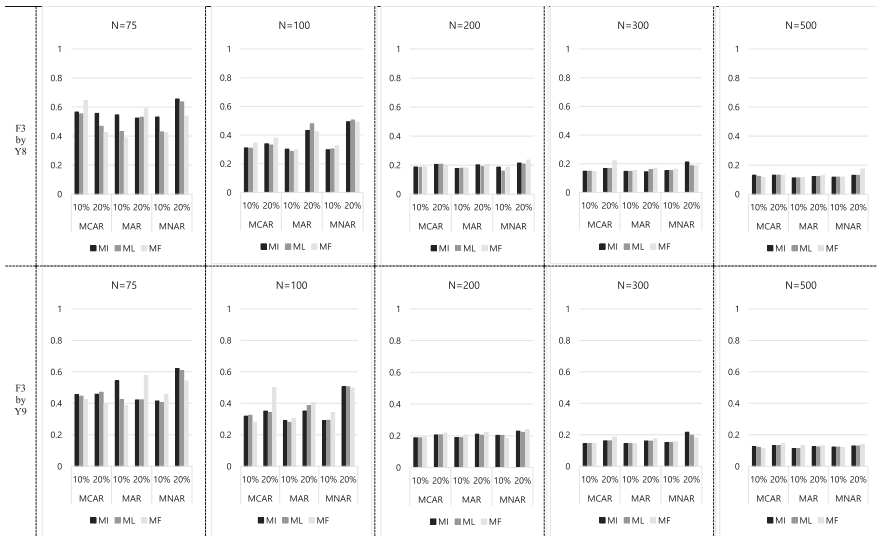 N=75 N=100 N=200 N=300 N=500
1 1 1 1 1
0.8 0.8 0.8 0.8 0.8
0.6 0.6 0.6 0.6 0.6
F3
by
Y8
0.4 0.4 0.4 0.4 0.4
0.2 0.2 0.2 0.2 0.2
0 0 0 0 0
10% 20% 10% 20% 10% 20% 10% 20% 10% 20% 10% 20% 10% 20% 10% 20% 10% 20% 10% 20% 10% 20% 10% 20% 10% 20% 10% 20% 10% 20%
MCAR MAR MNAR MCAR MAR MNAR MCAR MAR MNAR MCAR MAR MNAR MCAR MAR MNAR
MI ML MF MI ML MF MI ML MF MI ML MF MI ML MF
N=75 N=100 N=200 N=300 N=500
1 1 1 1 1
0.8 0.8 0.8 0.8 0.8
0.6 0.6 0.6 0.6 0.6
F3
by
Y9
0.4 0.4 0.4 0.4 0.4
0.2 0.2 0.2 0.2 0.2
0 0 0 0 0
10% 20% 10% 20% 10% 20% 10% 20% 10% 20% 10% 20% 10% 20% 10% 20% 10% 20% 10% 20% 10% 20% 10% 20% 10% 20% 10% 20% 10% 20%
MCAR MAR MNAR MCAR MAR MNAR MCAR MAR MNAR MCAR MAR MNAR MCAR MAR MNAR
MI ML MF MI ML MF MI ML MF MI ML MF MI ML MF